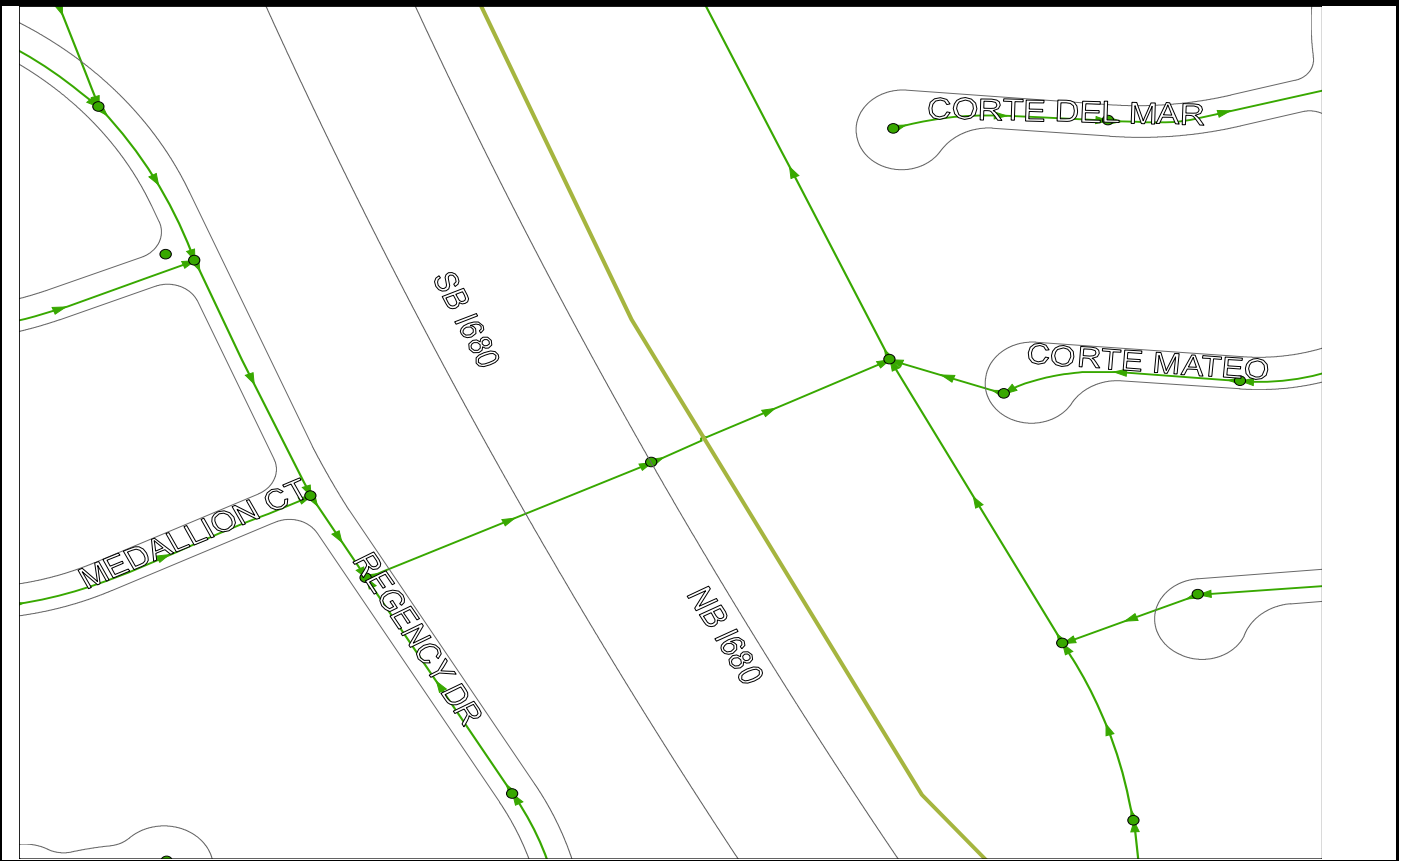 CORTE DEL MAR
SB I680
CORTE MATEO
MEDALLION CT
REGENCY DR
NB I680